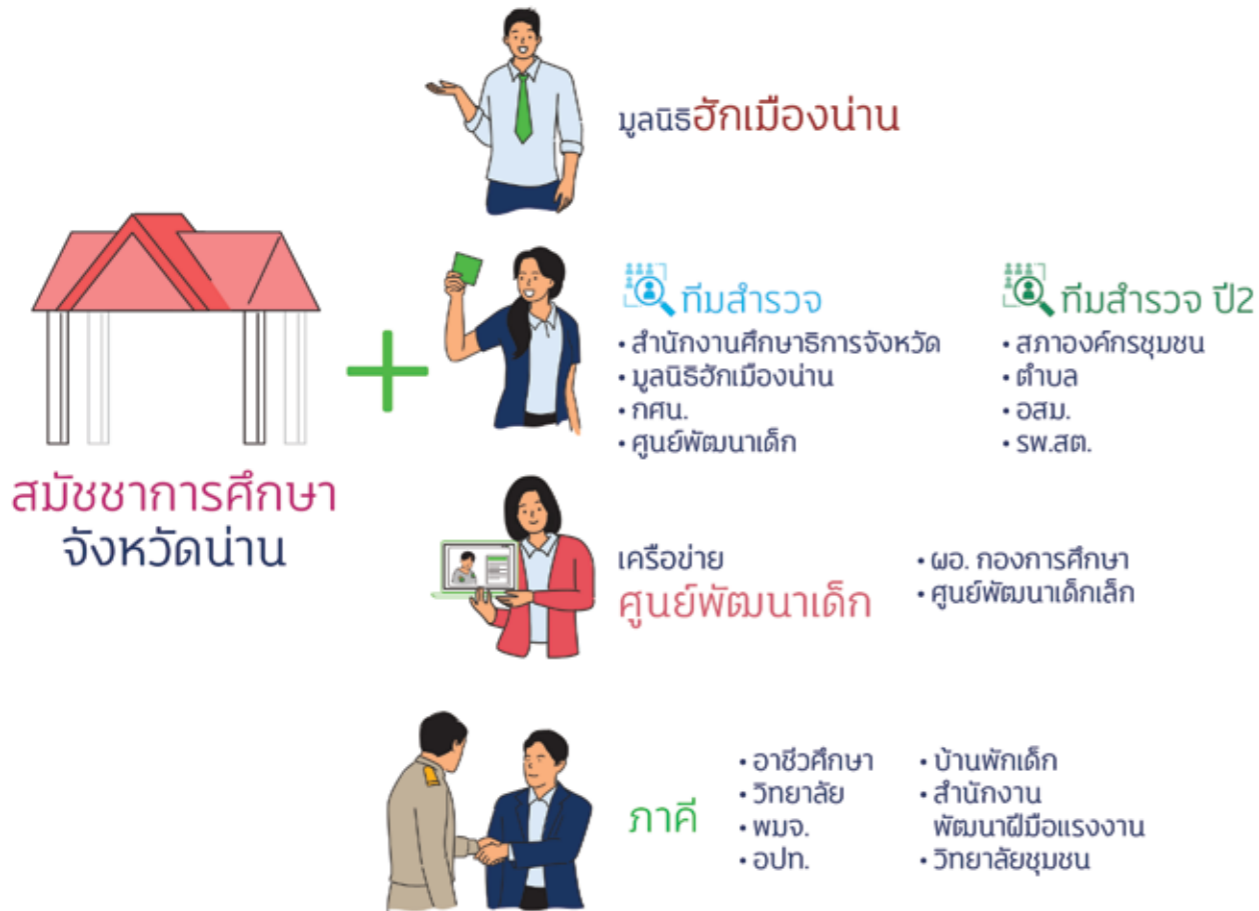 มูลนิธิฮักเมืองน่าน
สมัชชาการศึกษา
จังหวัดน่าน
ทีมสำรวจ
• สำนักงานศึกษาธิการจังหวัด
• มูลนิธิฮักเมืองน่าน
• กศน.
• ศูนย์พัฒนาเด็ก
ทีมสำรวจ ปี2
• สภาองค์กรชุมชน
• ตำบล
• อสม.
• รพ.สต.
เครือข่าย
ศูนย์พัฒนาเด็ก
• ผอ. กองการศึกษา
• ศูนย์พัฒนาเด็กเล็ก
ภาคี
• อาชีวศึกษา
• วิทยาลัย
• พมจ.
• อปท.
• บ้านพักเด็ก
• สำนักงาน
พัฒนาฝีมือแรงงาน
• วิทยาลัยชุมชน